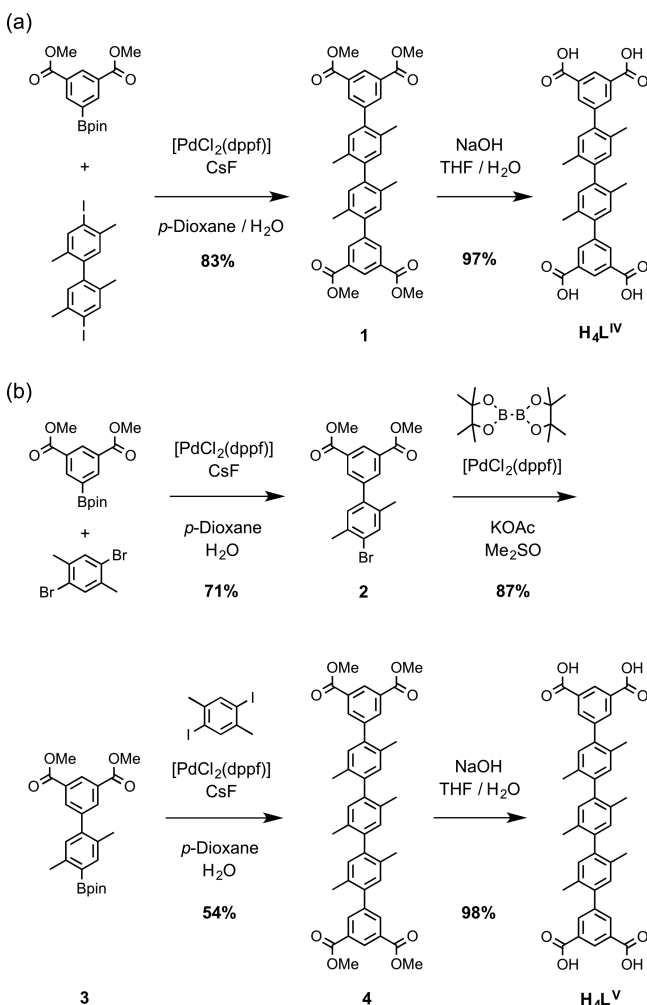 (a)
OMe OMe
O O
Bpin
+
I
I
[PdCl2(dppf)]
CsF
p-Dioxane / H2O
83%
OMe OMe
O O
O O
OMe OMe
1
NaOH
THF / H2O
97%
OH OH
O O
O O
OH OH
H4L^IV
(b)
OMe OMe
O O
Bpin
+
Br
Br
[PdCl2(dppf)]
CsF
p-Dioxane
H2O
71%
OMe OMe
O O
Br
2
O O
B B
O O
[PdCl2(dppf)]
KOAc
Me2SO
87%
OMe OMe
O O
Bpin
3
I
I
[PdCl2(dppf)]
CsF
p-Dioxane
H2O
54%
OMe OMe
O O
O O
OMe OMe
4
NaOH
THF / H2O
98%
OH OH
O O
O O
OH OH
H4L^V